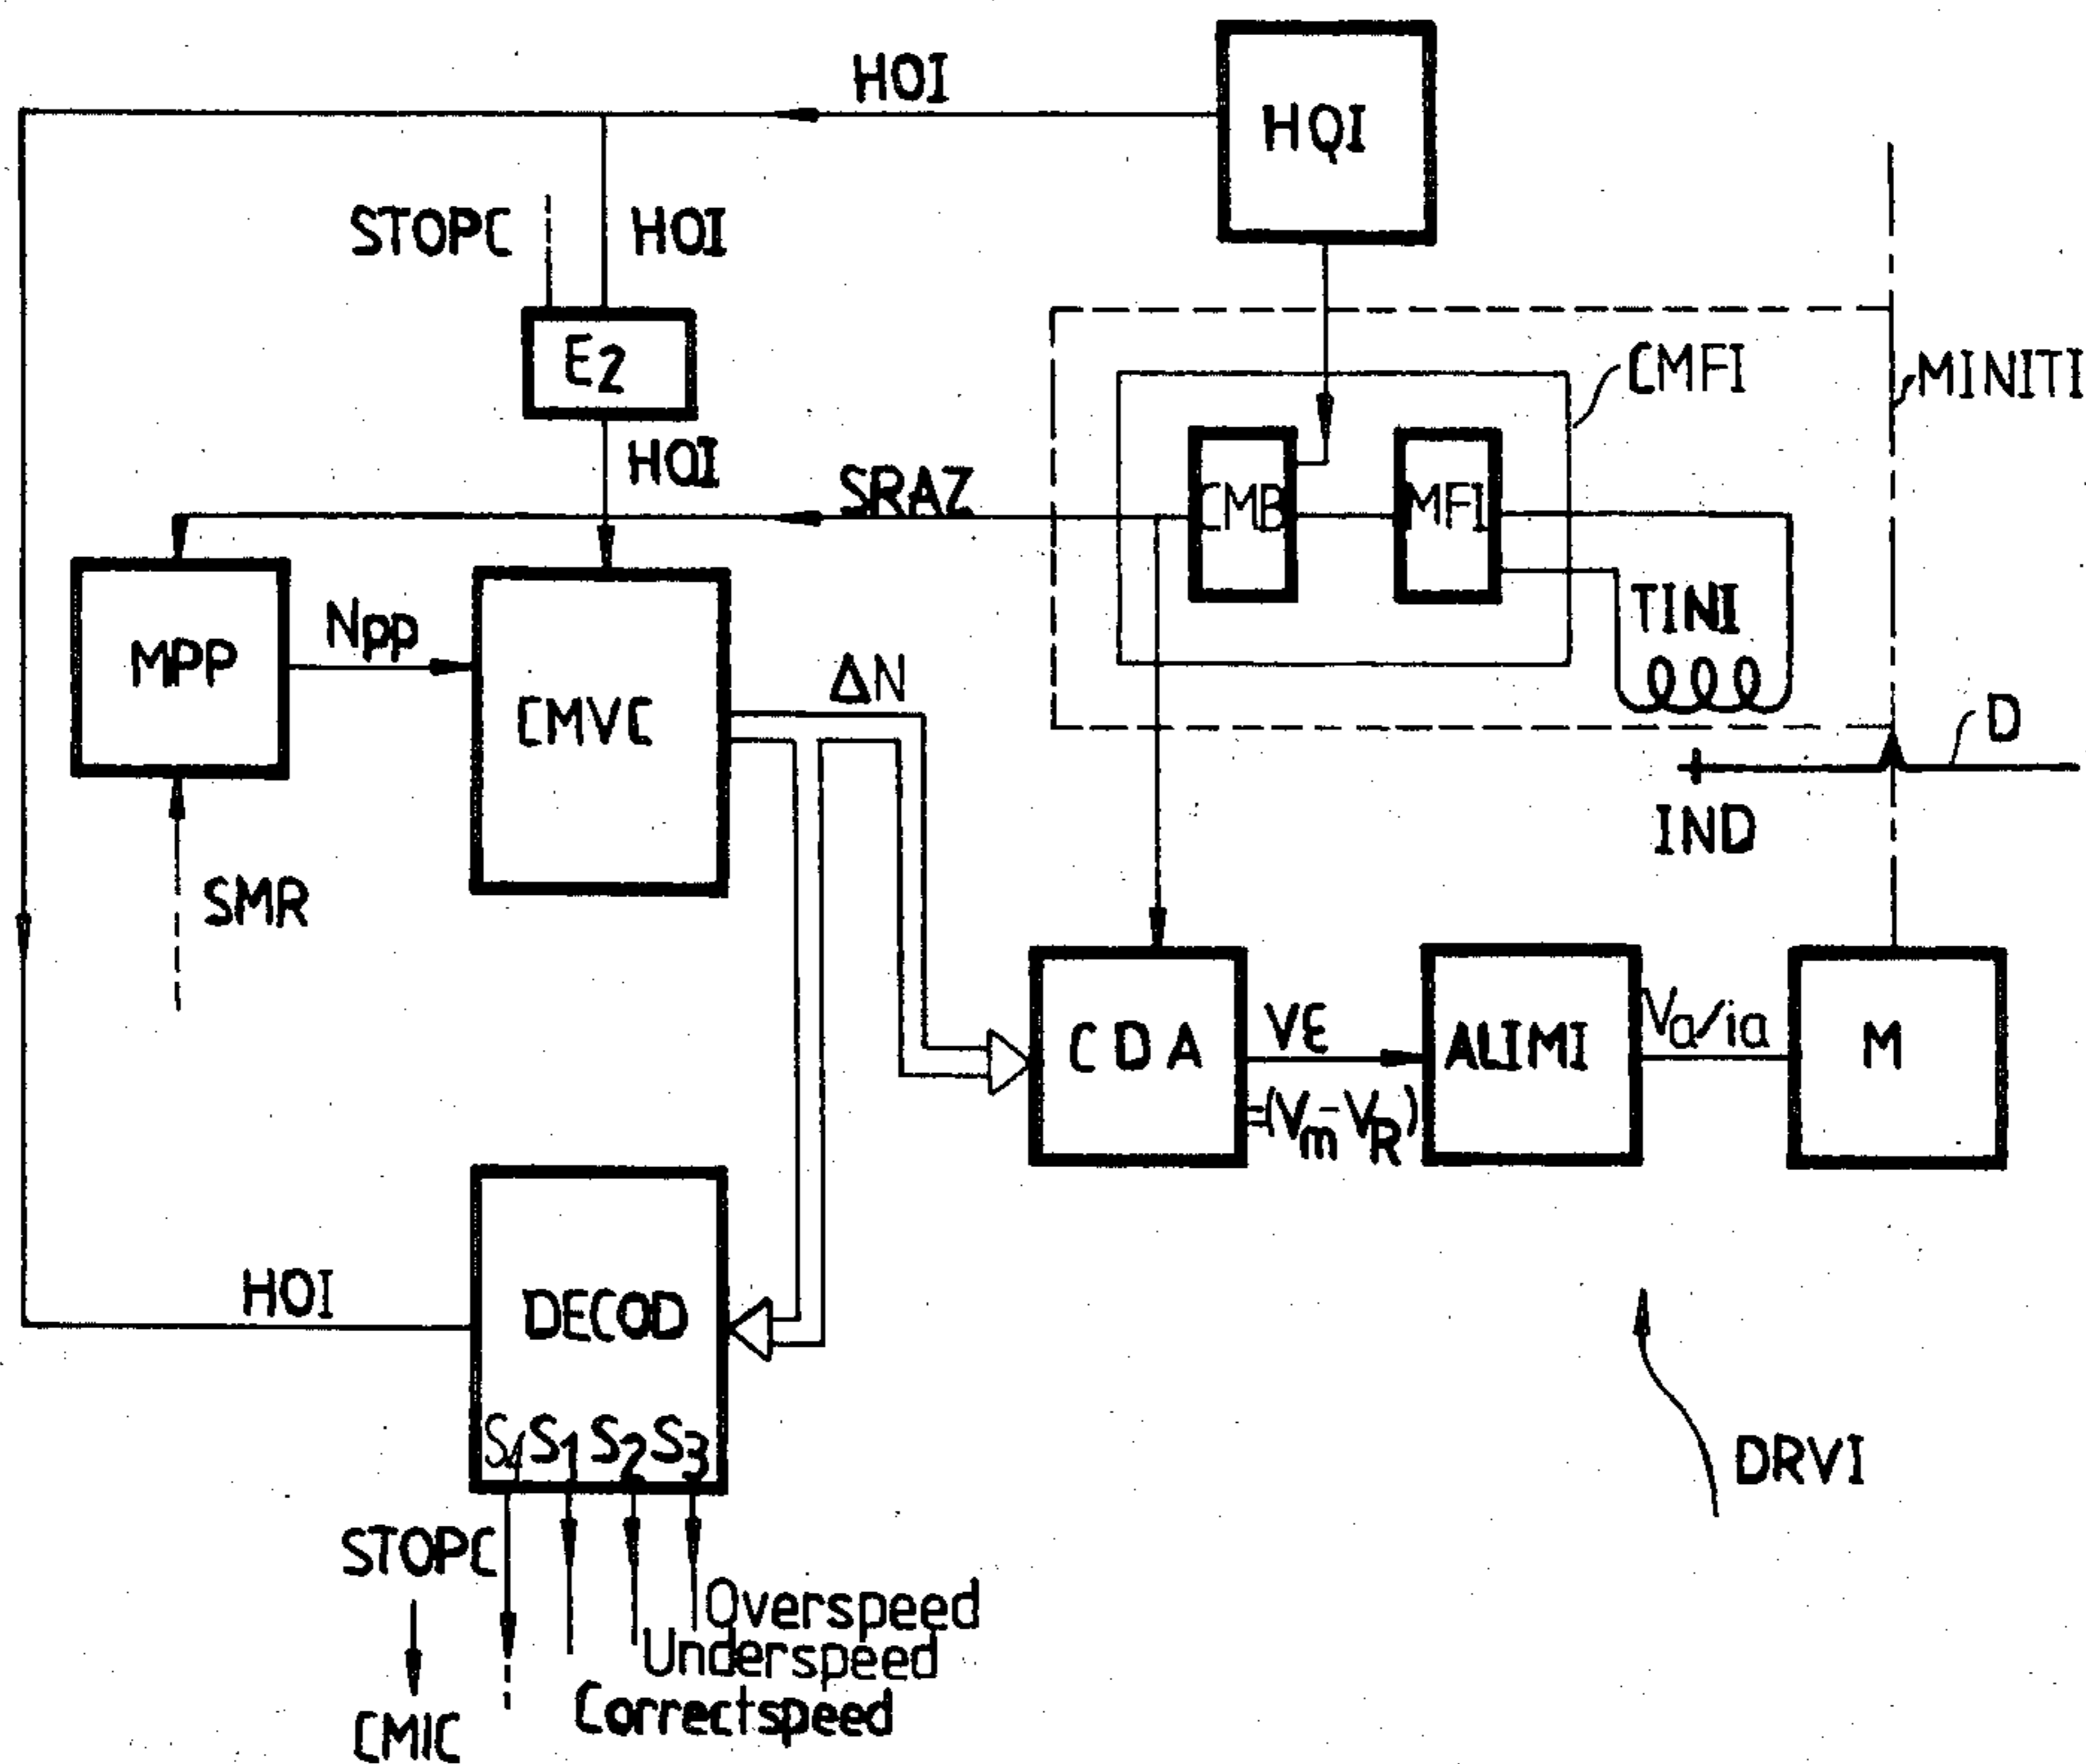 HOI
HQI
STOPC
HOI
E2
CMFI
MINITI
HOI
SRAZ
CMB
MFI
TINI
MPP
Npp
CMVC
ΔN
D
IND
SMR
CDA
Vε
=(Vm-VR)
ALIMI
Va/ia
M
HOI
DECOD
S4 S1 S2 S3
DRVI
STOPC
Overspeed
Underspeed
Correctspeed
CMIC